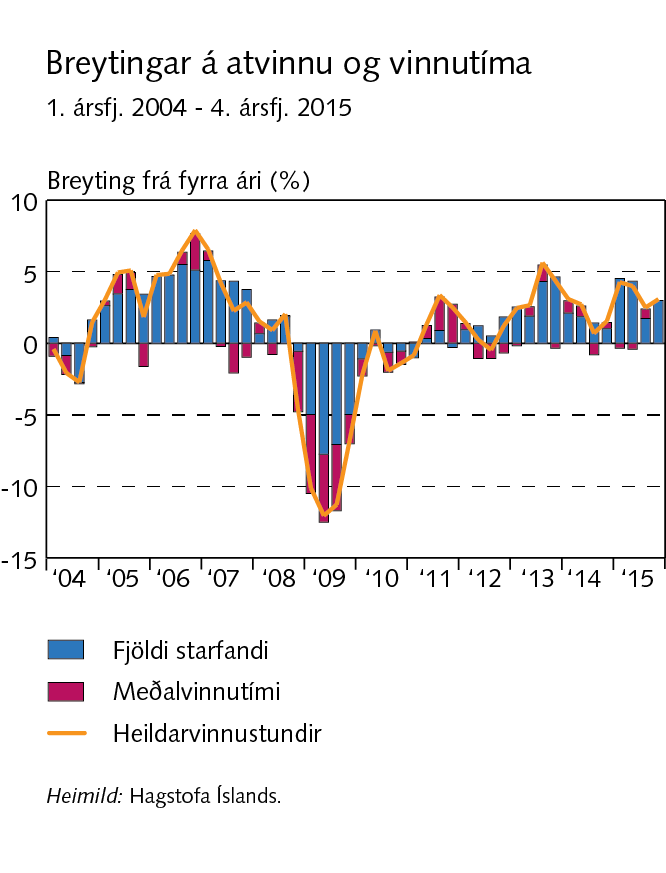 Breytingar á atvinnu og vinnutíma
1. ársfj. 2004 - 4. ársfj. 2015
Breyting frá fyrra ári (%)
10
5
0
-5
-10
-15
‘04 ‘05 ‘06 ‘07 ‘08 ‘09 ‘10 ‘11 ‘12 ‘13 ‘14 ‘15
Fjöldi starfandi
Meðalvinnutími
Heildarvinnustundir
Heimild: Hagstofa Íslands.